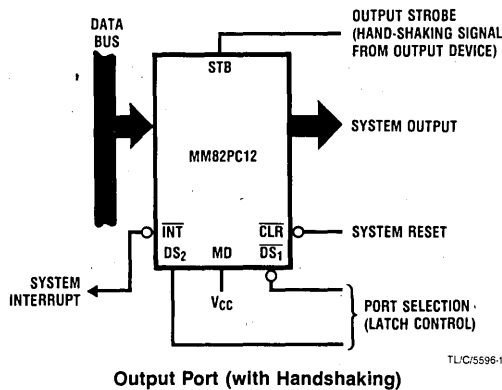 DATA
BUS
OUTPUT STROBE
(HAND-SHAKING SIGNAL
FROM OUTPUT DEVICE)
STB
SYSTEM OUTPUT
MM82PC12
INT
CLR
SYSTEM RESET
DS2
MD
DS1
SYSTEM
INTERRUPT
VCC
PORT SELECTION
(LATCH CONTROL)
TL/C/5596-1
Output Port (with Handshaking)